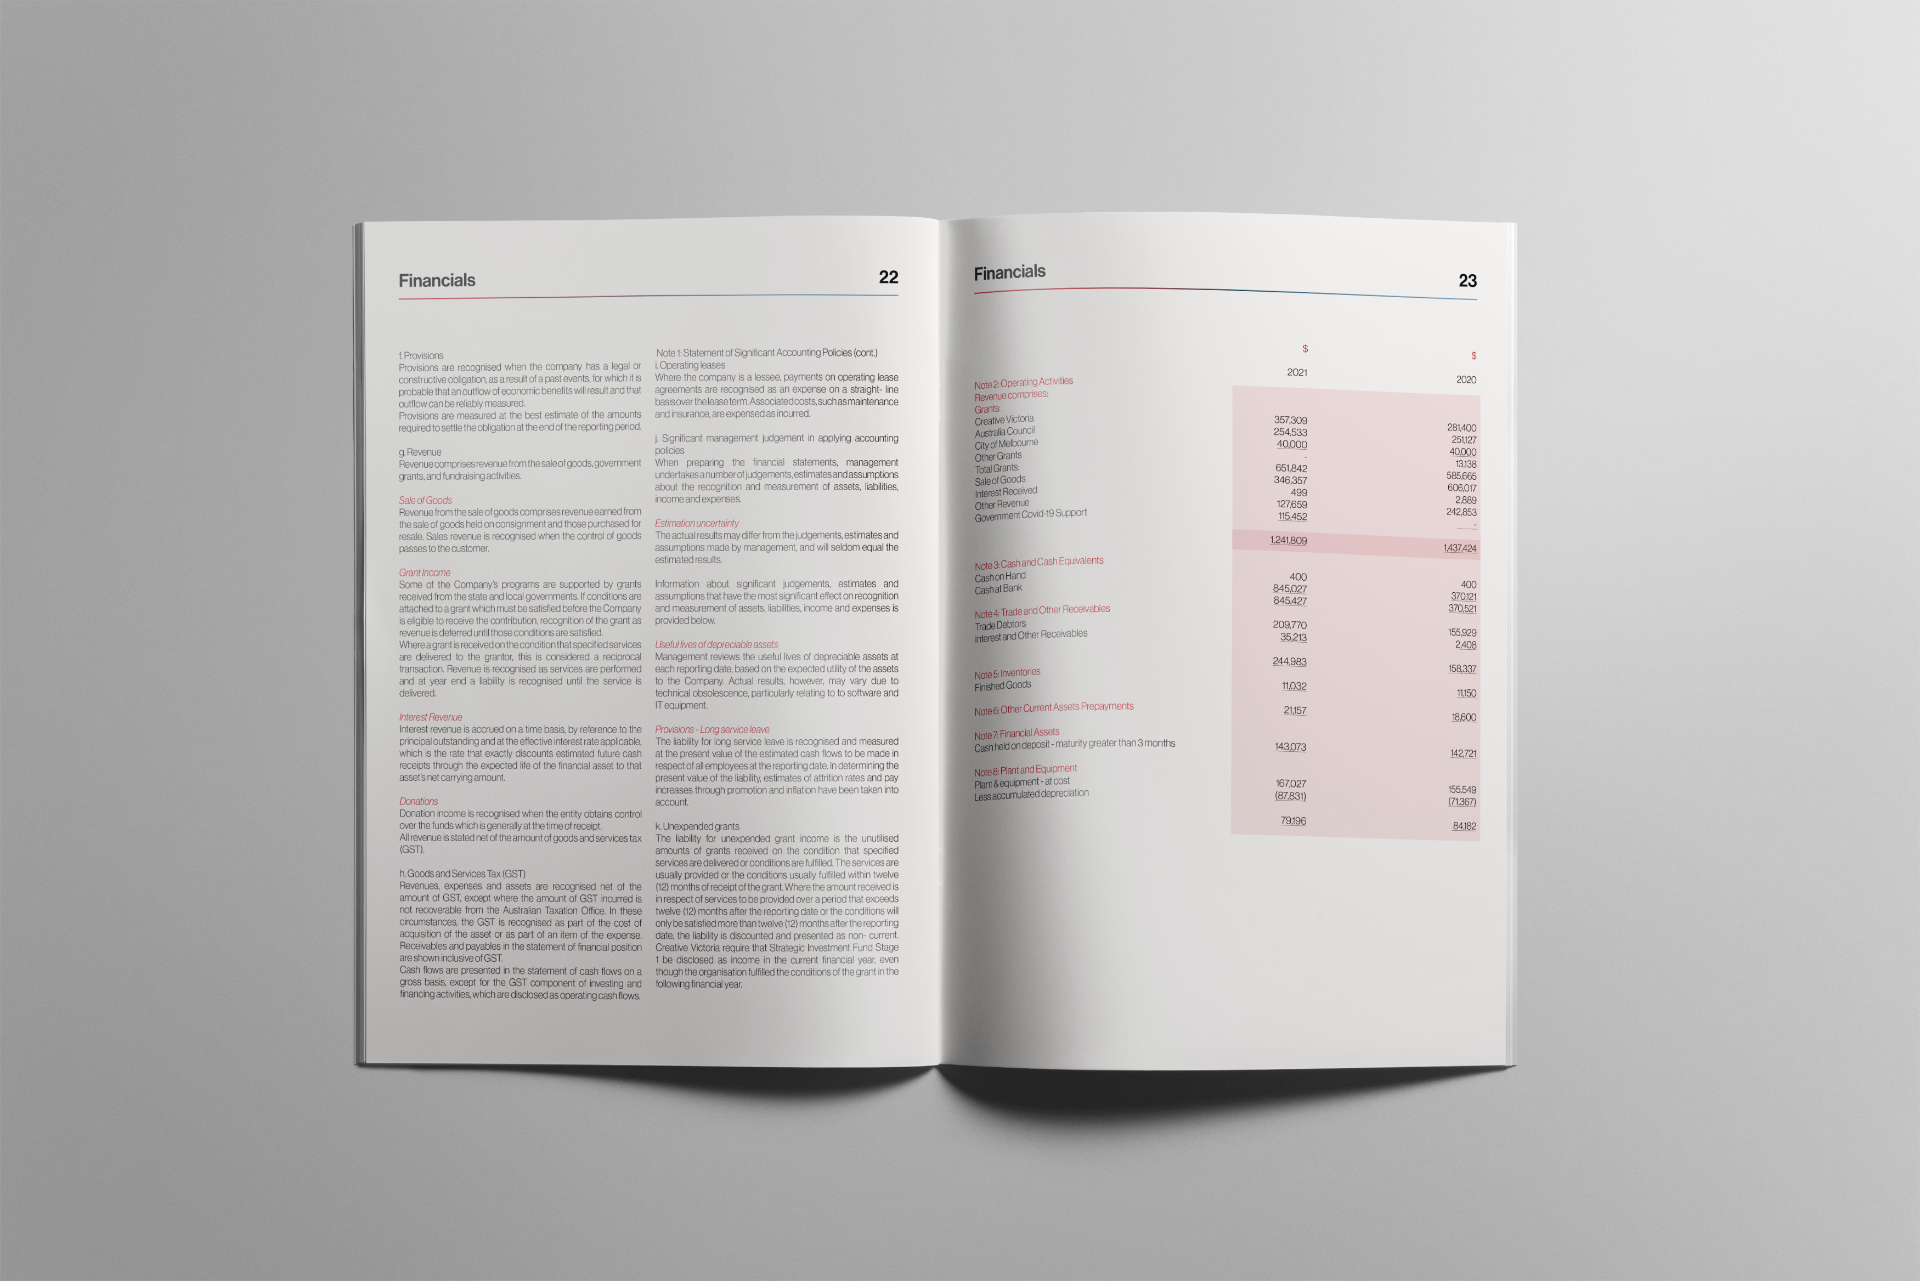 Financials
22
f. Provisions
Provisions are recognised when the company has a legal or
constructive obligation, as a result of a past events, for which it is
probable that an outflow of economic benefits will result and that
outflow can be reliably measured.
Provisions are measured at the best estimate of the amounts
required to settle the obligation at the end of the reporting period.
g. Revenue
Revenue comprises revenue from the sale of goods, government
grants, and fundraising activities.
Sale of Goods
Revenue from the sale of goods comprises revenue earned from
the sale of goods held on consignment and those purchased for
resale. Sales revenue is recognised when the control of goods
passes to the customer.
Grant Income
Some of the Company's programs are supported by grants
received from the state and local governments. If conditions are
attached to a grant which must be satisfied before the Company
is eligible to receive the contribution, recognition of the grant as
revenue is deferred until those conditions are satisfied.
Where a grant is received on the condition that specified services
are delivered to the grantor, this is considered a reciprocal
transaction. Revenue is recognised as services are performed
and at year end a liability is recognised until the service is
delivered.
Interest Revenue
Interest revenue is accrued on a time basis, by reference to the
principal outstanding and at the effective interest rate applicable,
which is the rate that exactly discounts estimated future cash
receipts through the expected life of the financial asset to that
asset's net carrying amount.
Donations
Donation income is recognised when the entity obtains control
over the funds which is generally at the time of receipt.
All revenue is stated net of the amount of goods and services tax
(GST).
h. Goods and Services Tax (GST)
Revenues, expenses and assets are recognised net of the
amount of GST, except where the amount of GST incurred is
not recoverable from the Australian Taxation Office. In these
circumstances, the GST is recognised as part of the cost of
acquisition of the asset or as part of an item of the expense.
Receivables and payables in the statement of financial position
are shown inclusive of GST.
Cash flows are presented in the statement of cash flows on a
gross basis, except for the GST component of investing and
financing activities, which are disclosed as operating cash flows.
Note 1: Statement of Significant Accounting Policies (cont.)
i. Operating leases
Where the company is a lessee, payments on operating lease
agreements are recognised as an expense on a straight- line
basis over the lease term. Associated costs, such as maintenance
and insurance, are expensed as incurred.
j. Significant management judgement in applying accounting
policies
When preparing the financial statements, management
undertakes a number of judgements, estimates and assumptions
about the recognition and measurement of assets, liabilities,
income and expenses.
Estimation uncertainty
The actual results may differ from the judgements, estimates and
assumptions made by management, and will seldom equal the
estimated results.
Information about significant judgements, estimates and
assumptions that have the most significant effect on recognition
and measurement of assets, liabilities, income and expenses is
provided below.
Useful lives of depreciable assets
Management reviews the useful lives of depreciable assets at
each reporting date, based on the expected utility of the assets
to the Company. Actual results, however, may vary due to
technical obsolescence, particularly relating to to software and
IT equipment.
Provisions - Long service leave
The liability for long service leave is recognised and measured
at the present value of the estimated cash flows to be made in
respect of all employees at the reporting date. In determining the
present value of the liability, estimates of attrition rates and pay
increases through promotion and inflation have been taken into
account.
k. Unexpended grants
The liability for unexpended grant income is the unutilised
amounts of grants received on the condition that specified
services are delivered or conditions are fulfilled. The services are
usually provided or the conditions usually fulfilled within twelve
(12) months of receipt of the grant. Where the amount received is
in respect of services to be provided over a period that exceeds
twelve (12) months after the reporting date or the conditions will
only be satisfied more than twelve (12) months after the reporting
date, the liability is discounted and presented as non- current.
Creative Victoria require that Strategic Investment Fund Stage
1 be disclosed as income in the current financial year, even
though the organisation fulfilled the conditions of the grant in the
following financial year.
Financials
23
$ $
2021 2020
Note 2: Operating Activities
Revenue comprises:
Grants:
Creative Victoria 357,309 281,400
Australia Council 254,533 251,127
City of Melbourne 40,000 40,000
Other Grants - 13,138
Total Grants: 651,842 585,665
Sale of Goods 346,357 606,017
Interest Received 499 2,889
Other Revenue 127,659 242,853
Government Covid-19 Support 115,452 -
1,241,809 1,437,424
Note 3: Cash and Cash Equivalents
Cash on Hand 400 400
Cash at Bank 845,027 370,121
845,427 370,521
Note 4: Trade and Other Receivables
Trade Debtors 209,770 155,929
Interest and Other Receivables 35,213 2,408
244,983 158,337
Note 5: Inventories
Finished Goods 11,032 11,150
Note 6: Other Current Assets Prepayments 21,157 18,600
Note 7: Financial Assets
Cash held on deposit - maturity greater than 3 months 143,073 142,721
Note 8: Plant and Equipment
Plant & equipment - at cost 167,027 155,549
Less accumulated depreciation (87,831) (71,367)
79,196 84,182